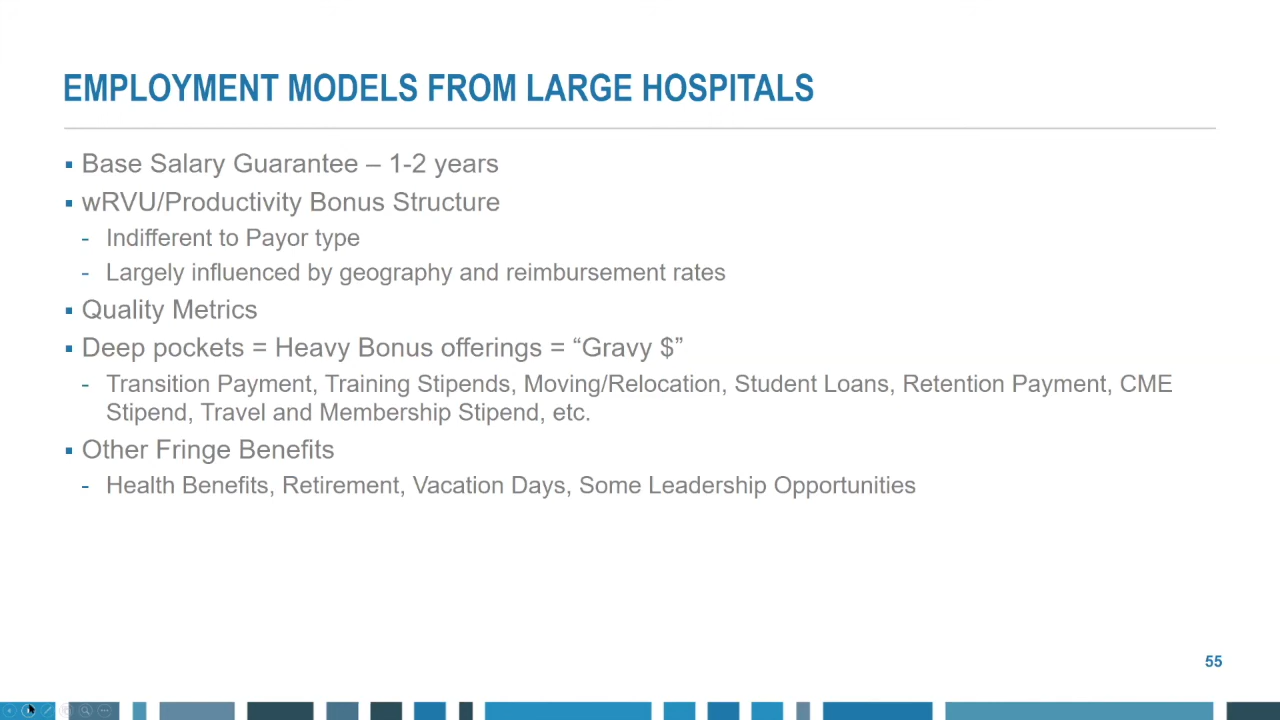 EMPLOYMENT MODELS FROM LARGE HOSPITALS
▪ Base Salary Guarantee – 1-2 years
▪ wRVU/Productivity Bonus Structure
- Indifferent to Payor type
- Largely influenced by geography and reimbursement rates
▪ Quality Metrics
▪ Deep pockets = Heavy Bonus offerings = “Gravy $”
- Transition Payment, Training Stipends, Moving/Relocation, Student Loans, Retention Payment, CME
Stipend, Travel and Membership Stipend, etc.
▪ Other Fringe Benefits
- Health Benefits, Retirement, Vacation Days, Some Leadership Opportunities
55